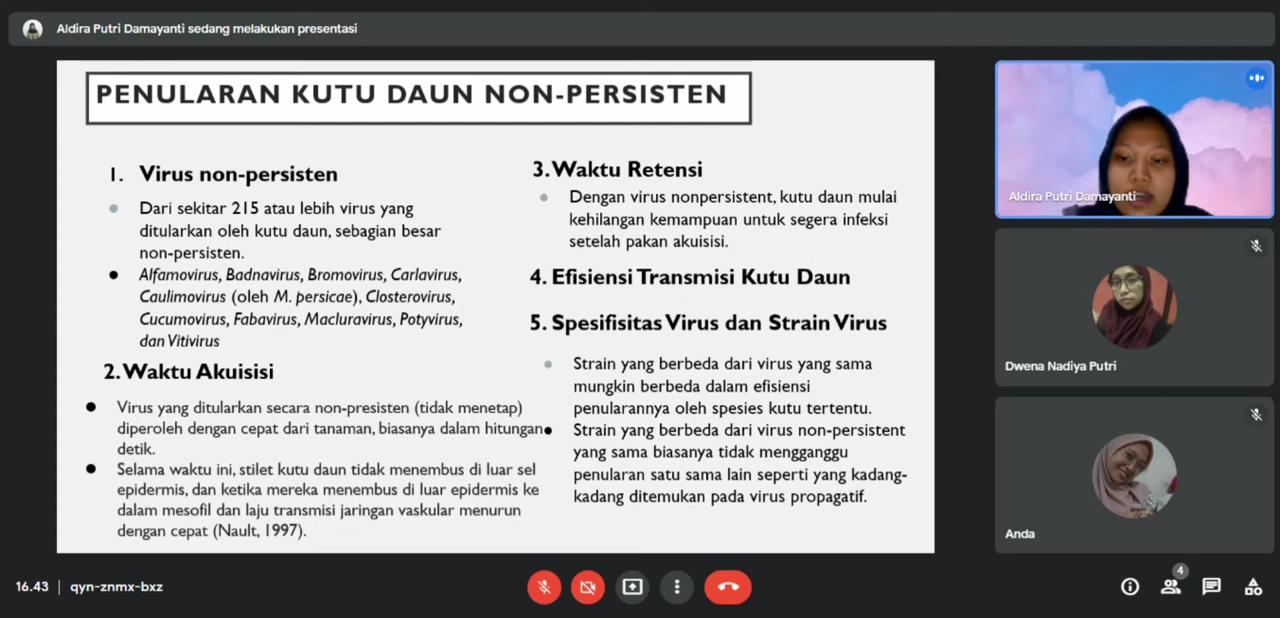 Aldira Putri Damayanti sedang melakukan presentasi
PENULARAN KUTU DAUN NON-PERSISTEN
1. Virus non-persisten
Dari sekitar 215 atau lebih virus yang
ditularkan oleh kutu daun, sebagian besar
non-persisten.
Alfamovirus, Badnavirus, Bromovirus, Carlavirus,
Caulimovirus (oleh M. persicae), Closterovirus,
Cucumovirus, Fabavirus, Macluravirus, Potyvirus,
dan Vitivirus
2. Waktu Akuisisi
Virus yang ditularkan secara non-presisten (tidak menetap)
diperoleh dengan cepat dari tanaman, biasanya dalam hitungan
detik.
Selama waktu ini, stilet kutu daun tidak menembus di luar sel
epidermis, dan ketika mereka menembus di luar epidermis ke
dalam mesofil dan laju transmisi jaringan vaskular menurun
dengan cepat (Nault, 1997).
3. Waktu Retensi
Dengan virus nonpersistent, kutu daun mulai
kehilangan kemampuan untuk segera infeksi
setelah pakan akuisisi.
4. Efisiensi Transmisi Kutu Daun
5. Spesifisitas Virus dan Strain Virus
Strain yang berbeda dari virus yang sama
mungkin berbeda dalam efisiensi
penularannya oleh spesies kutu tertentu.
Strain yang berbeda dari virus non-persistent
yang sama biasanya tidak mengganggu
penularan satu sama lain seperti yang kadang-
kadang ditemukan pada virus propagatif.
Aldira Putri Damayanti
Dwena Nadiya Putri
Anda
16.43 | qyn-znmx-bxz
4